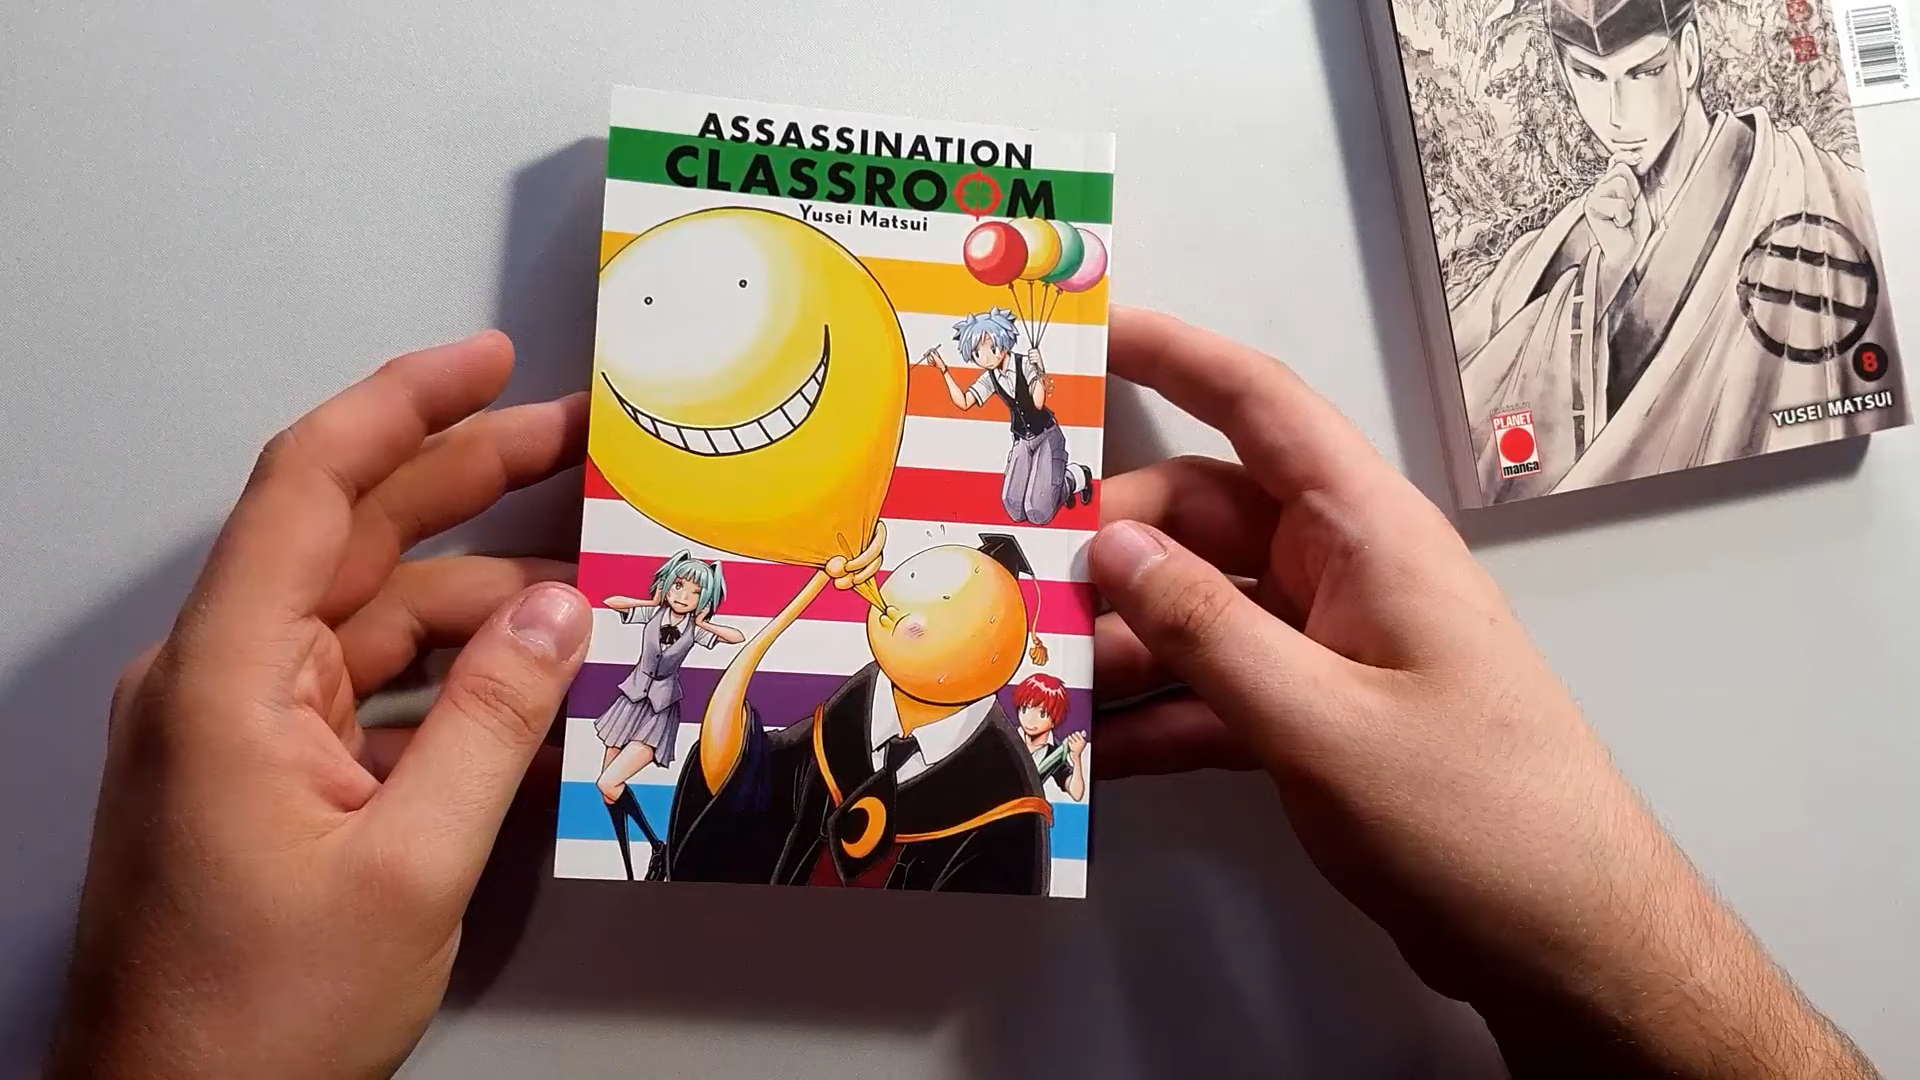 ASSASSINATION
CLASSROOM
Yusei Matsui
8
YUSEI MATSUI
PLANET
manga